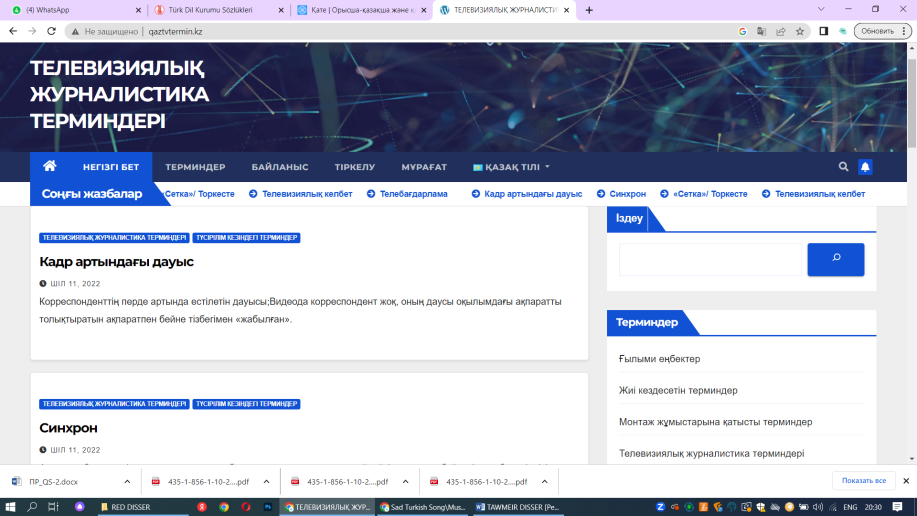 (4) WhatsApp
Türk Dil Kurumu Sözlükleri
Қате | Орысша-қазақша және қ
ТЕЛЕВИЗИЯЛЫҚ ЖУРНАЛИСТИ
Не защищено | qaztvtermin.kz
Обновить
ТЕЛЕВИЗИЯЛЫҚ
ЖУРНАЛИСТИКА
ТЕРМИНДЕРІ
НЕГІЗГІ БЕТ ТЕРМИНДЕР БАЙЛАНЫС ТІРКЕЛУ МҰРАҒАТ ҚАЗАҚ ТІЛІ
Соңғы жазбалар «Сетка»/ Торкесте Телевизиялық келбет Телебағдарлама Кадр артындағы дауыс Синхрон «Сетка»/ Торкесте Телевизиялық келбет
ТЕЛЕВИЗИЯЛЫҚ ЖУРНАЛИСТИКА ТЕРМИНДЕРІ ТҮСІРІЛІМ КЕЗІНДЕГІ ТЕРМИНДЕР
Кадр артындағы дауыс
ШІЛ 11, 2022
Корреспонденттің перде артында естілетін дауысы;Видеода корреспондент жоқ, оның даусы оқылымдағы ақпаратты
толықтыратын ақпаратпен бейне тізбегімен «жабылған».
ТЕЛЕВИЗИЯЛЫҚ ЖУРНАЛИСТИКА ТЕРМИНДЕРІ ТҮСІРІЛІМ КЕЗІНДЕГІ ТЕРМИНДЕР
Синхрон
ШІЛ 11, 2022
Іздеу
Терминдер
Ғылыми еңбектер
Жиі кездесетін терминдер
Монтаж жұмыстарына қатысты терминдер
Телевизиялық журналистика терминдері
ПР_QS-2.docx
435-1-856-1-10-2....pdf
435-1-856-1-10-2....pdf
435-1-856-1-10-2....pdf
Показать все
RED DISSER
ТЕЛЕВИЗИЯЛЫҚ ЖУР...
Sad Turkish Song\Mus...
TAWMEIR DISSER [Pe...
ENG 20:30